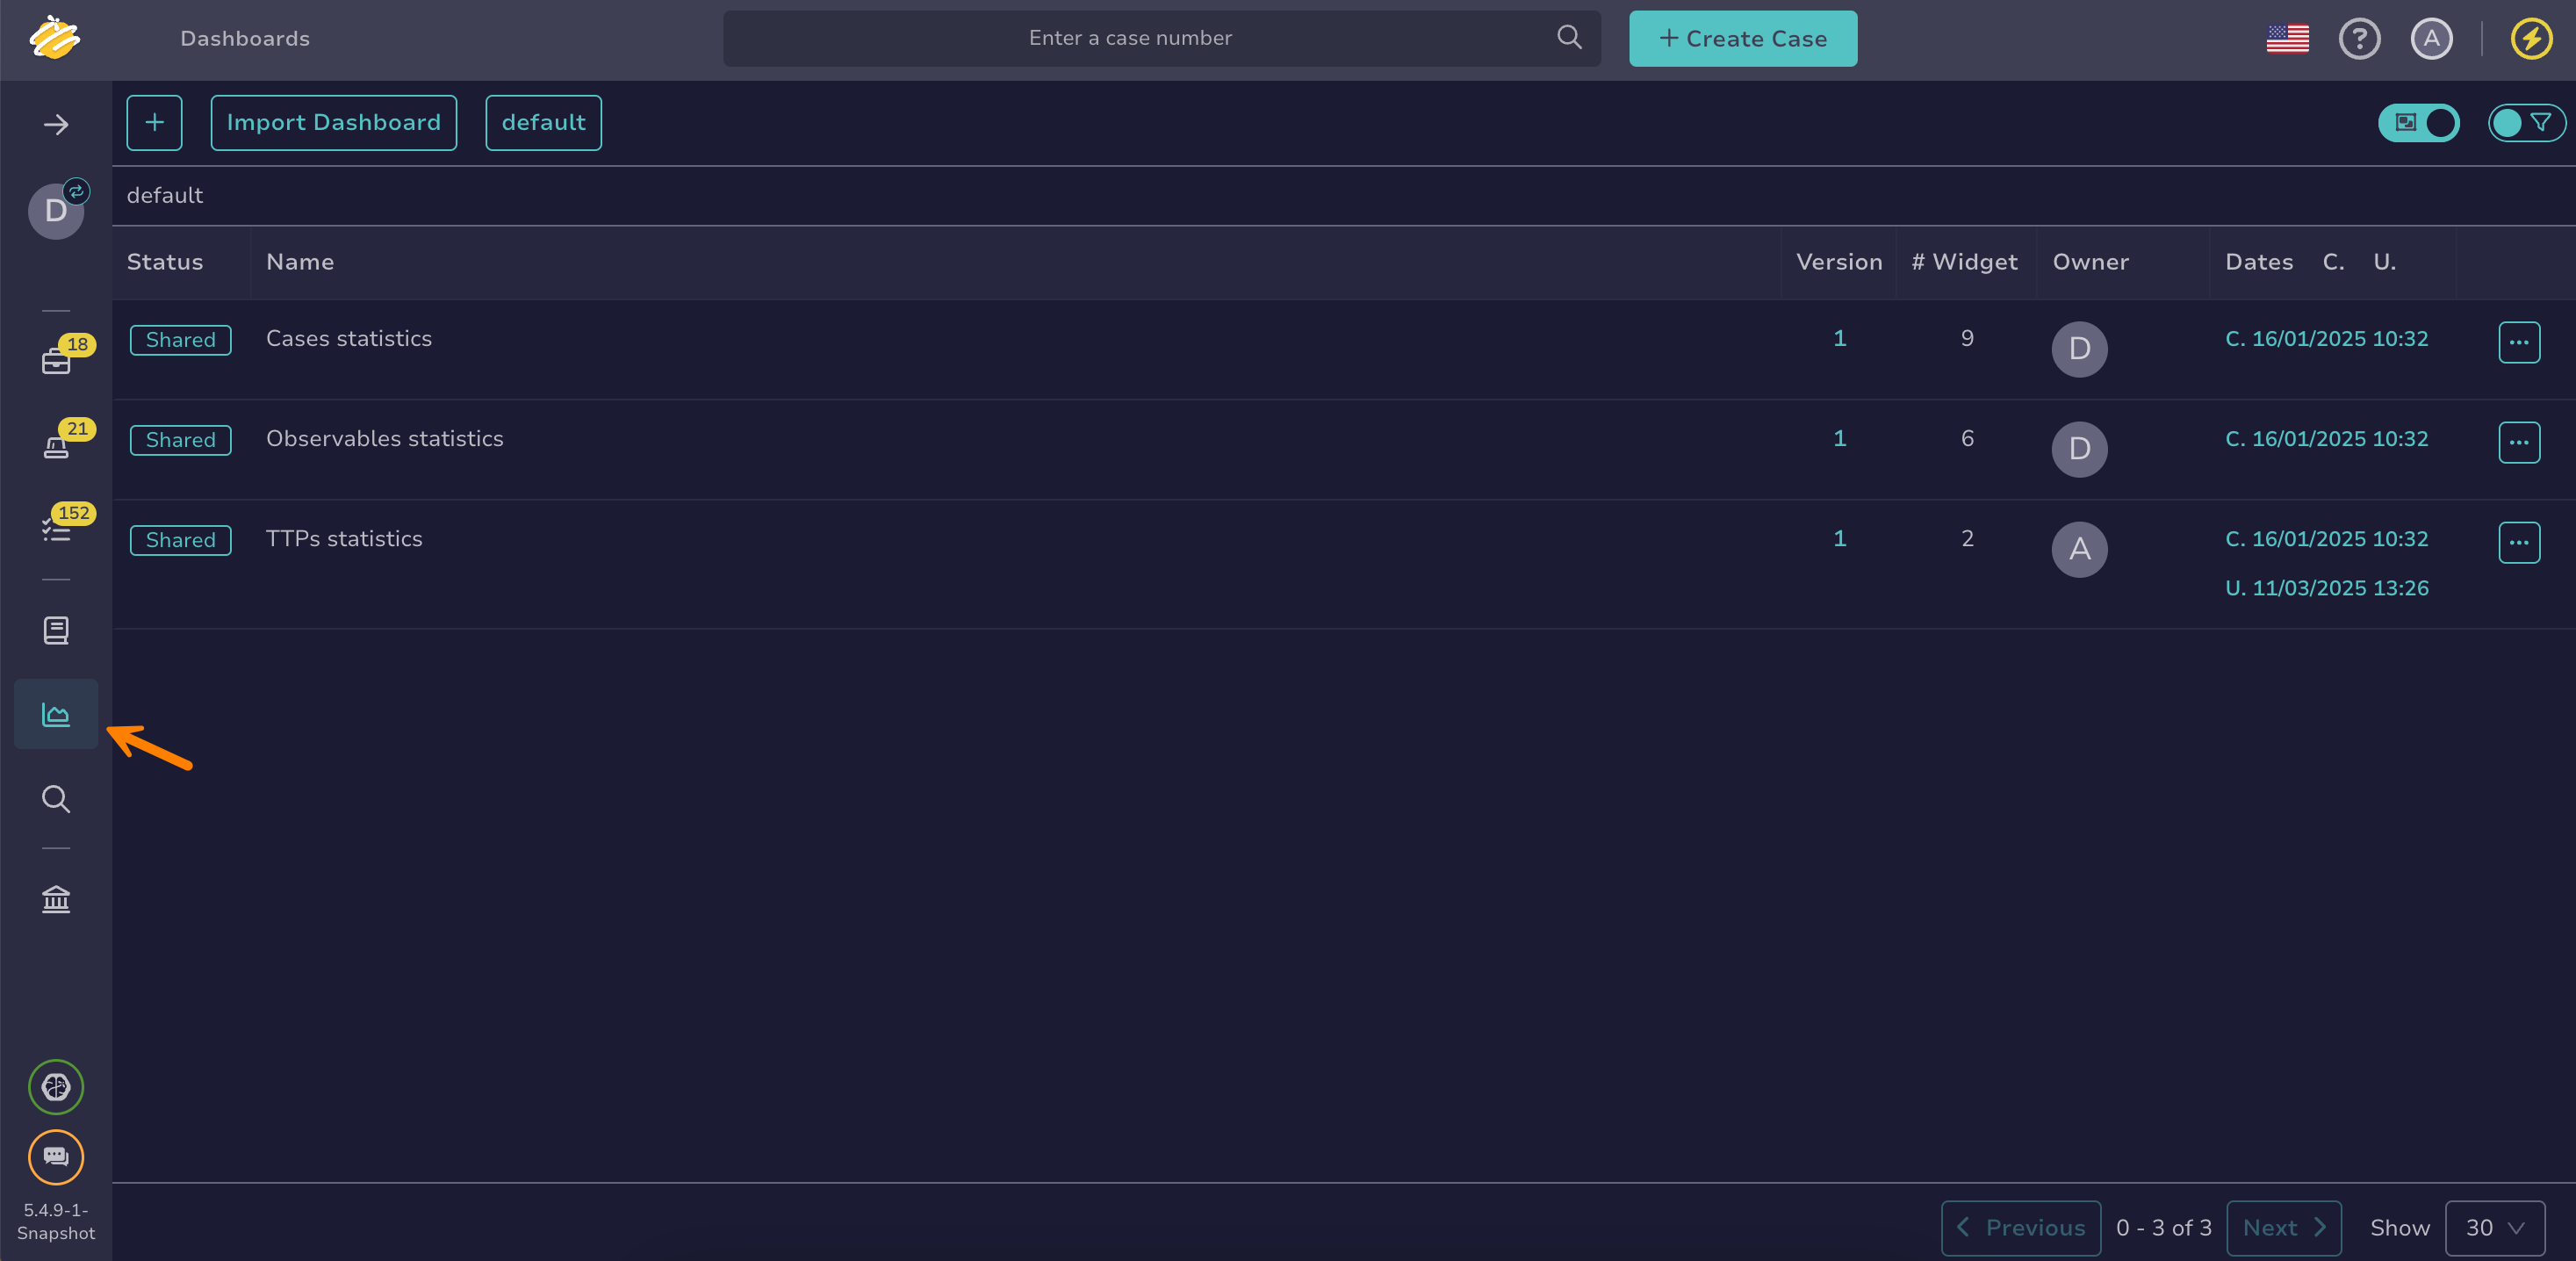 Dashboards
Enter a case number
+ Create Case
?
A
+
Import Dashboard
default
D
default
Status Name Version # Widget Owner Dates C. U.
18
Shared Cases statistics 1 9 D C. 16/01/2025 10:32 ...
21
Shared Observables statistics 1 6 D C. 16/01/2025 10:32 ...
152
Shared TTPs statistics 1 2 A C. 16/01/2025 10:32 ...
U. 11/03/2025 13:26
5.4.9-1-
Snapshot
< Previous 0 - 3 of 3 Next > Show 30